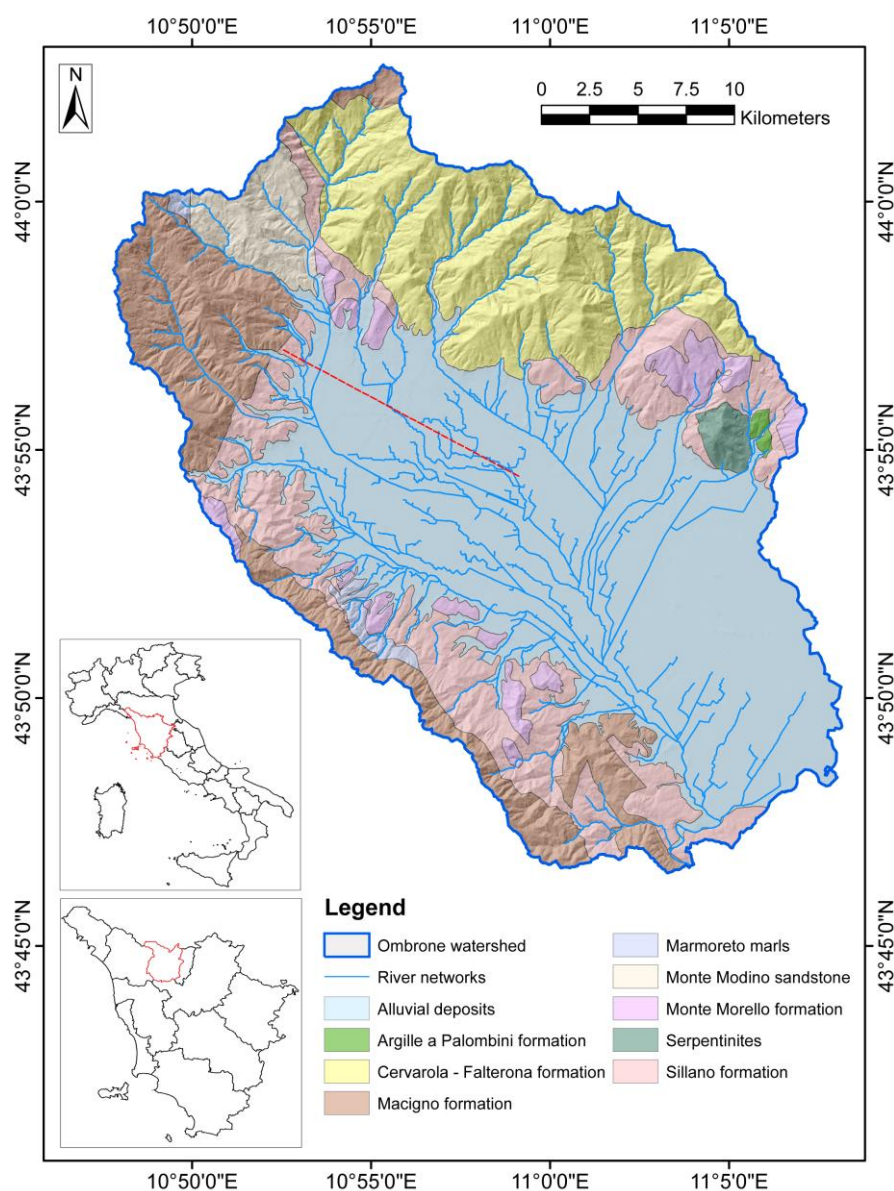 10°50'0"E 10°55'0"E 11°0'0"E 11°5'0"E
N
0 2.5 5 7.5 10
Kilometers
44°0'0"N
44°0'0"N
43°55'0"N
43°55'0"N
43°50'0"N
43°50'0"N
43°45'0"N
43°45'0"N
Legend
Ombrone watershed
River networks
Alluvial deposits
Argille a Palombini formation
Cervarola - Falterona formation
Macigno formation
Marmoreto marls
Monte Modino sandstone
Monte Morello formation
Serpentinites
Sillano formation
10°50'0"E 10°55'0"E 11°0'0"E 11°5'0"E